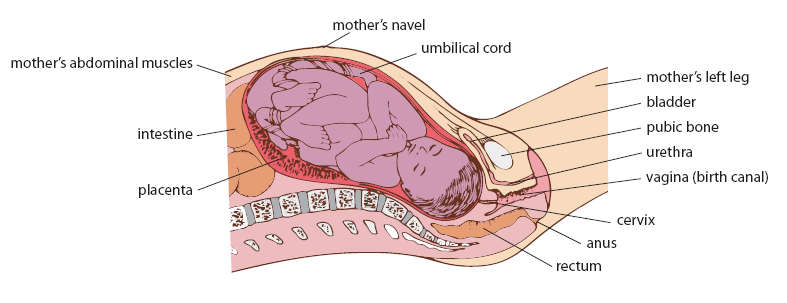 mother's navel
umbilical cord
mother's abdominal muscles
mother's left leg
bladder
pubic bone
intestine
urethra
vagina (birth canal)
placenta
cervix
anus
rectum